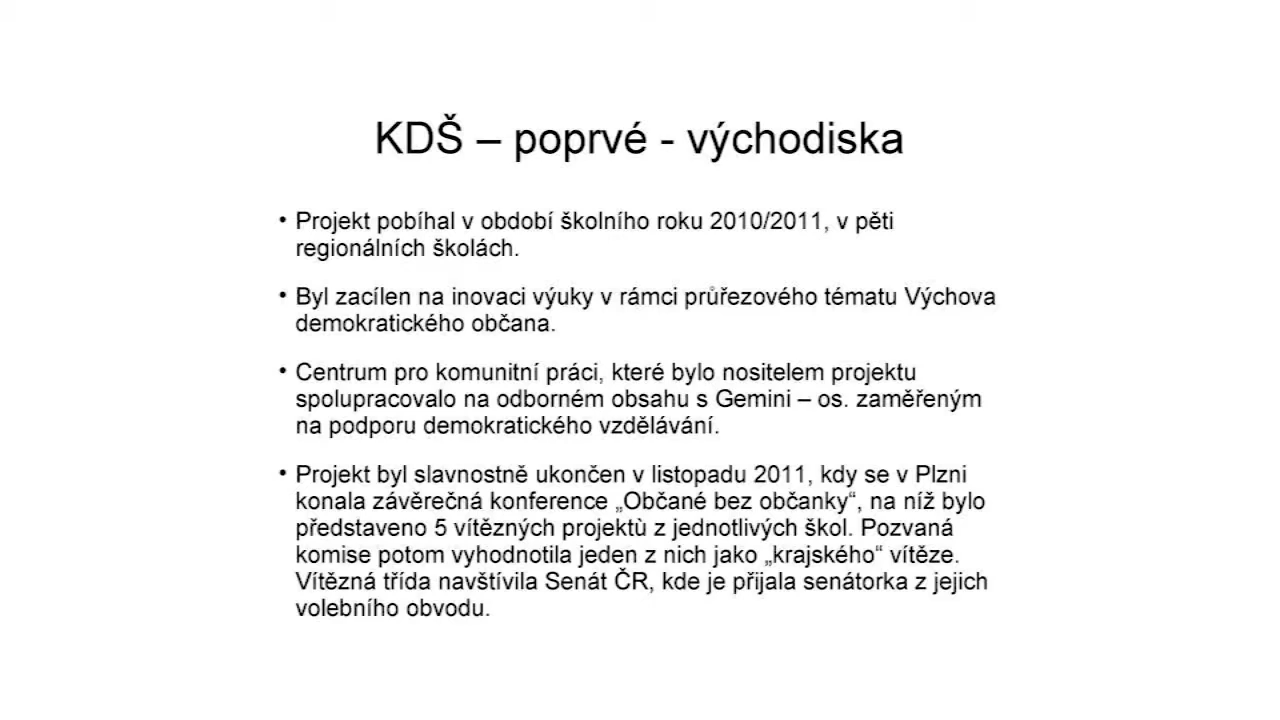 KDŠ – poprvé - východiska
• Projekt pobíhal v období školního roku 2010/2011, v pěti
regionálních školách.
• Byl zacílen na inovaci výuky v rámci průřezového tématu Výchova
demokratického občana.
• Centrum pro komunitní práci, které bylo nositelem projektu
spolupracovalo na odborném obsahu s Gemini – os. zaměřeným
na podporu demokratického vzdělávání.
• Projekt byl slavnostně ukončen v listopadu 2011, kdy se v Plzni
konala závěrečná konference „Občané bez občanky“, na níž bylo
představeno 5 vítězných projektů z jednotlivých škol. Pozvaná
komise potom vyhodnotila jeden z nich jako „krajského“ vítěze.
Vítězná třída navštívila Senát ČR, kde je přijala senátorka z jejich
volebního obvodu.